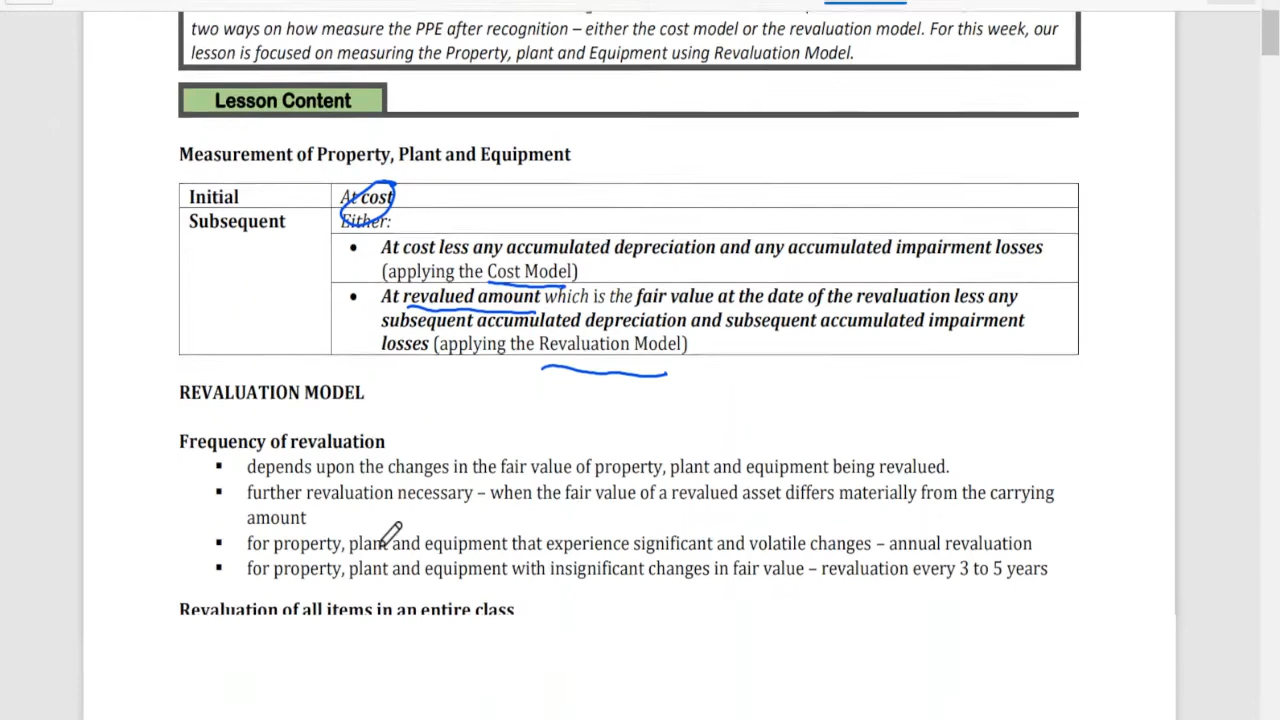 two ways on how measure the PPE after recognition – either the cost model or the revaluation model. For this week, our
lesson is focused on measuring the Property, plant and Equipment using Revaluation Model.
Lesson Content
Measurement of Property, Plant and Equipment
Initial At cost
Subsequent Either:
• At cost less any accumulated depreciation and any accumulated impairment losses
(applying the Cost Model)
• At revalued amount which is the fair value at the date of the revaluation less any
subsequent accumulated depreciation and subsequent accumulated impairment
losses (applying the Revaluation Model)
REVALUATION MODEL
Frequency of revaluation
▪ depends upon the changes in the fair value of property, plant and equipment being revalued.
▪ further revaluation necessary – when the fair value of a revalued asset differs materially from the carrying
amount
▪ for property, plant and equipment that experience significant and volatile changes – annual revaluation
▪ for property, plant and equipment with insignificant changes in fair value – revaluation every 3 to 5 years
Revaluation of all items in an entire class